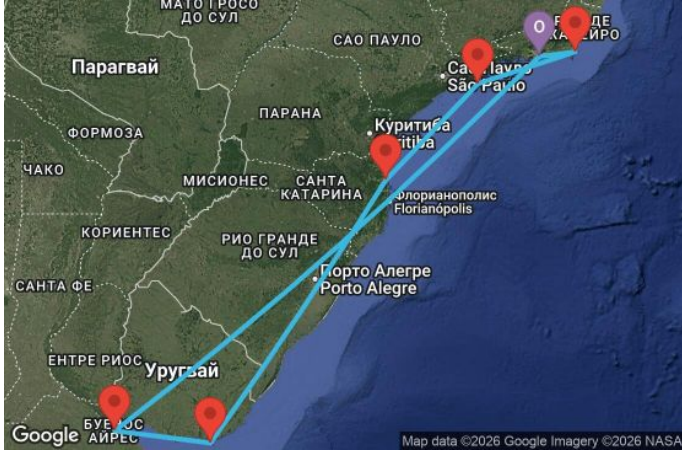 МАТО ГРОСО
ДО СУЛ
О
САО ПАУЛО
Парагвай
São Paulo
ПАРАНА
ФОРМОЗА
Куритиба
ЧАКО
МИСИОНЕС
САНТА
КАТАРИНА
Флорианополис
Florianópolis
КОРИЕНТЕС
РИО ГРАНДЕ
ДО СУЛ
Порто Алегре
Porto Alegre
САНТА ФЕ
ЕНТРЕ РИОС
Уругвай
БУЕНОС
АЙРЕС
Google
Map data ©2026 Google Imagery ©2026 NASA